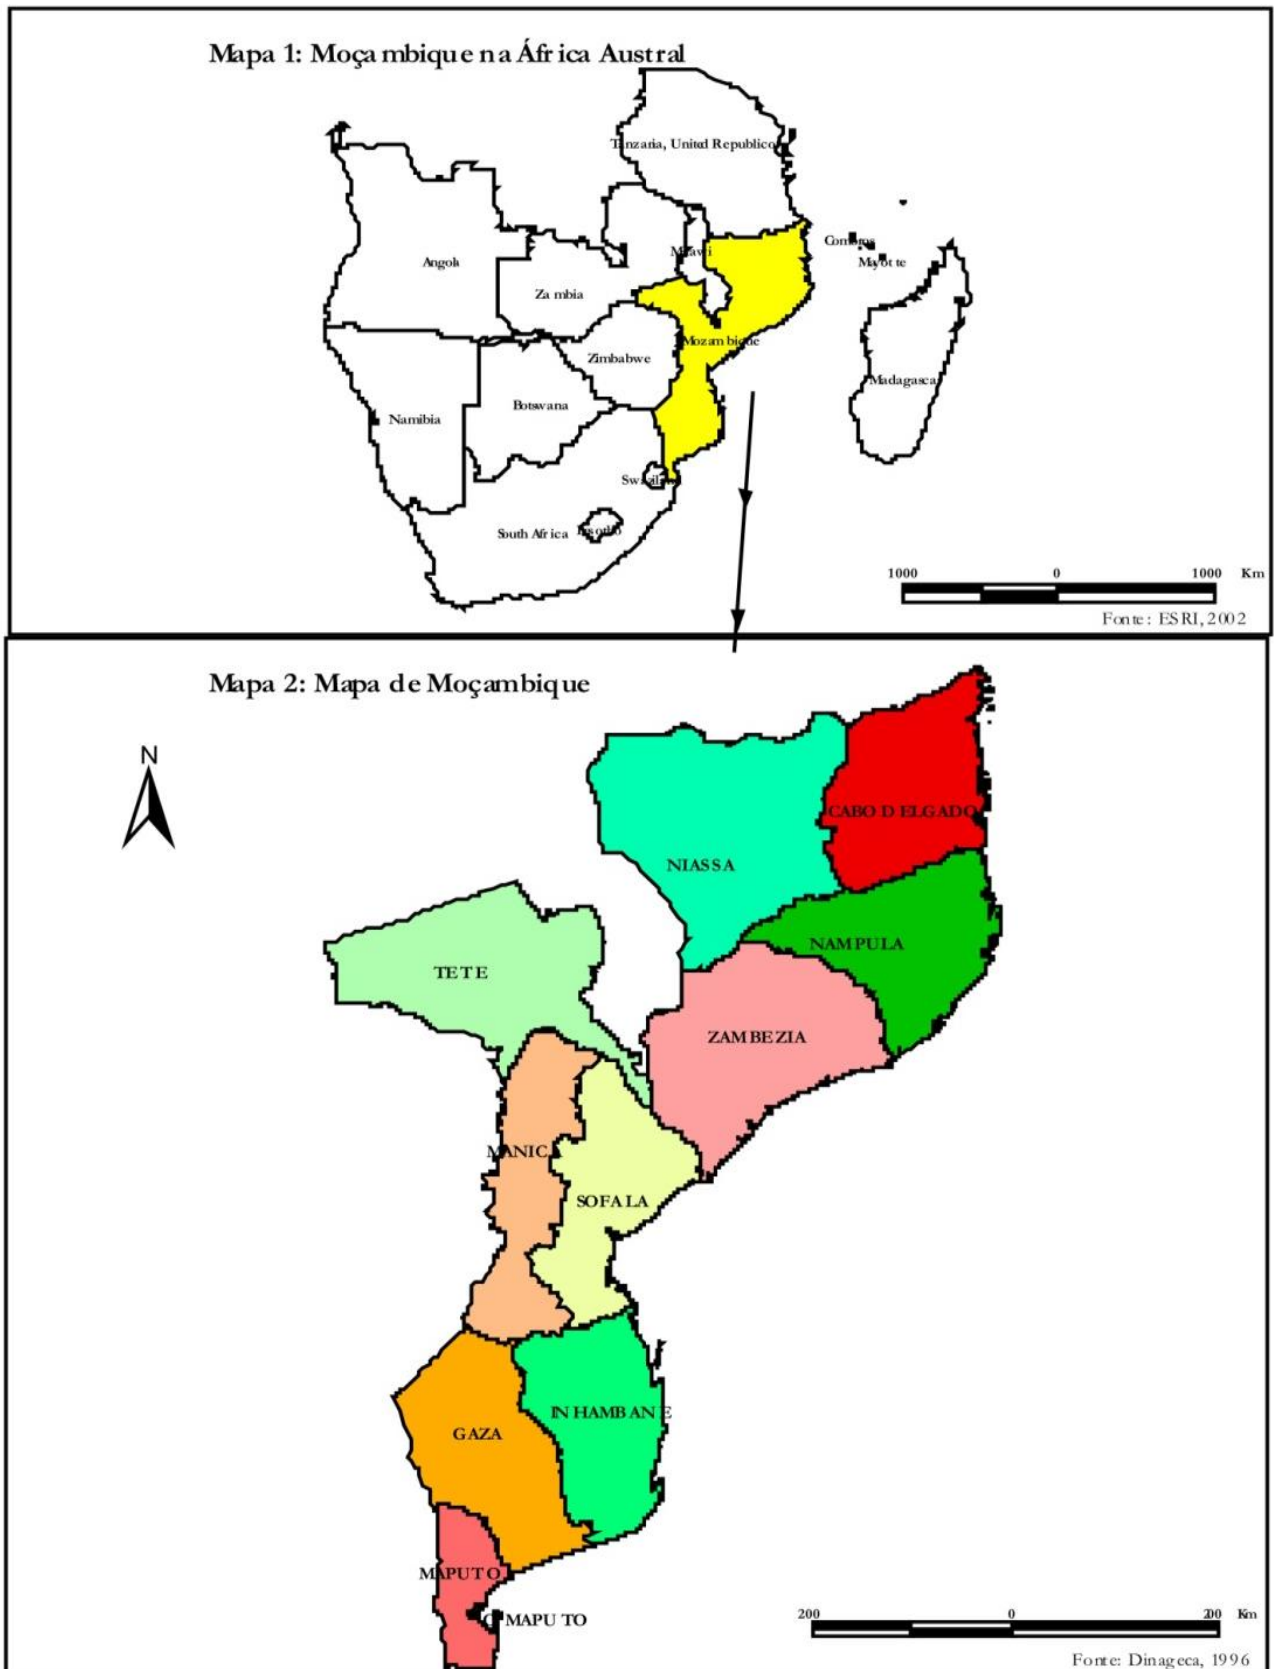 Mapa 1: Moçambique na África Austral
Tanzania, United Republic o
Comoros
Malawi
Angola
Mayotte
Zambia
Mozambique
Zimbabwe
Madagascar
Botswana
Namibia
Swaziland
South Africa
Lesotho
1000 0 1000 Km
Fonte: ESRI, 2002
Mapa 2: Mapa de Moçambique
N
CABO DELGADO
NIASSA
NAMPULA
TETE
ZAMBEZIA
MANICA
SOFALA
INHAMBANE
GAZA
MAPUTO
C MAPUTO
200 0 200 Km
Fonte: Dinageca, 1996